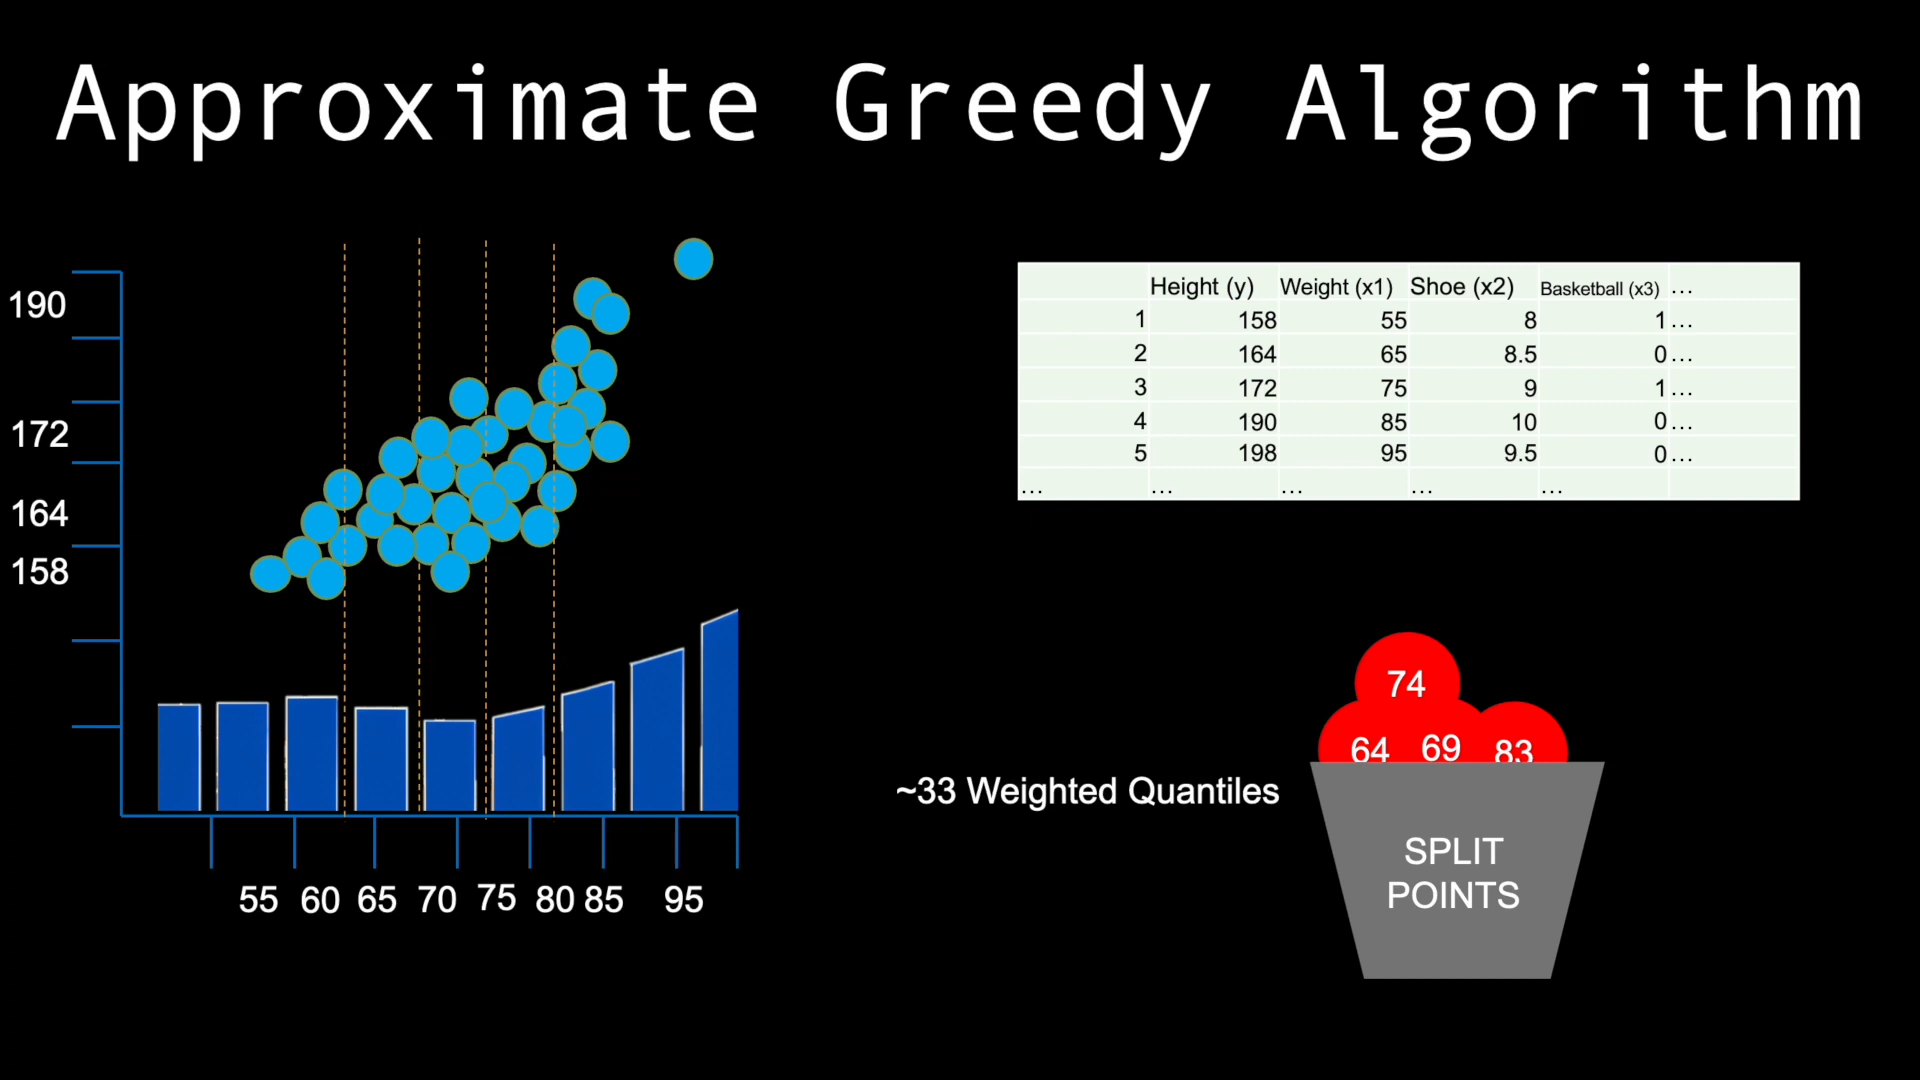 Approximate Greedy Algorithm
190
172
164
158
55 60 65 70 75 80 85 95
Height (y) Weight (x1) Shoe (x2) Basketball (x3) ...
1 158 55 8 1 ...
2 164 65 8.5 0 ...
3 172 75 9 1 ...
4 190 85 10 0 ...
5 198 95 9.5 0 ...
... ... ... ... ...
74
64 69 83
~33 Weighted Quantiles
SPLIT
POINTS